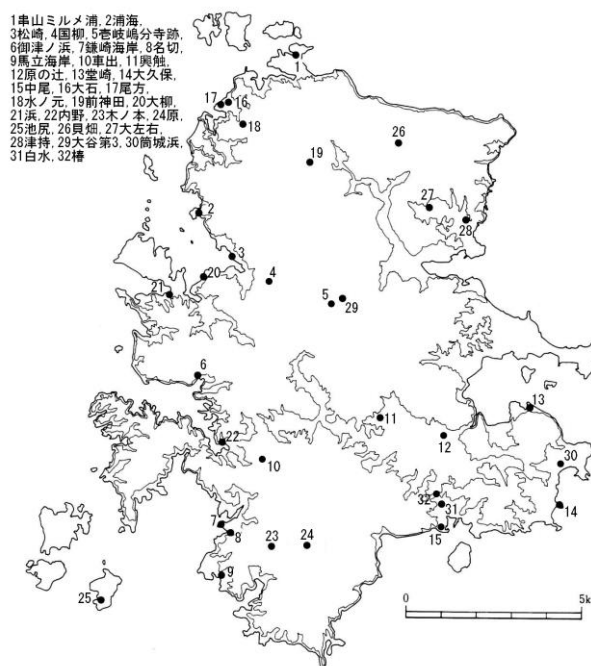 1串山ミルメ浦, 2浦海,
3松崎, 4国柳, 5壱岐嶋分寺跡,
6御津ノ浜, 7鎌崎海岸, 8名切,
9馬立海岸, 10車出, 11興触,
12原の辻, 13堂崎, 14大久保,
15中尾, 16大石, 17尾方,
18水ノ元, 19前神田, 20大柳,
21浜, 22内野, 23木ノ本, 24原,
25池尻, 26貝畑, 27大左右,
28津持, 29大谷第3, 30筒城浜,
31白水, 32椿
1
17
16
18
26
19
27
28
2
3
20
4
21
5
29
6
13
11
12
22
30
10
32
31
14
7
8
15
23
24
9
25
0
5k